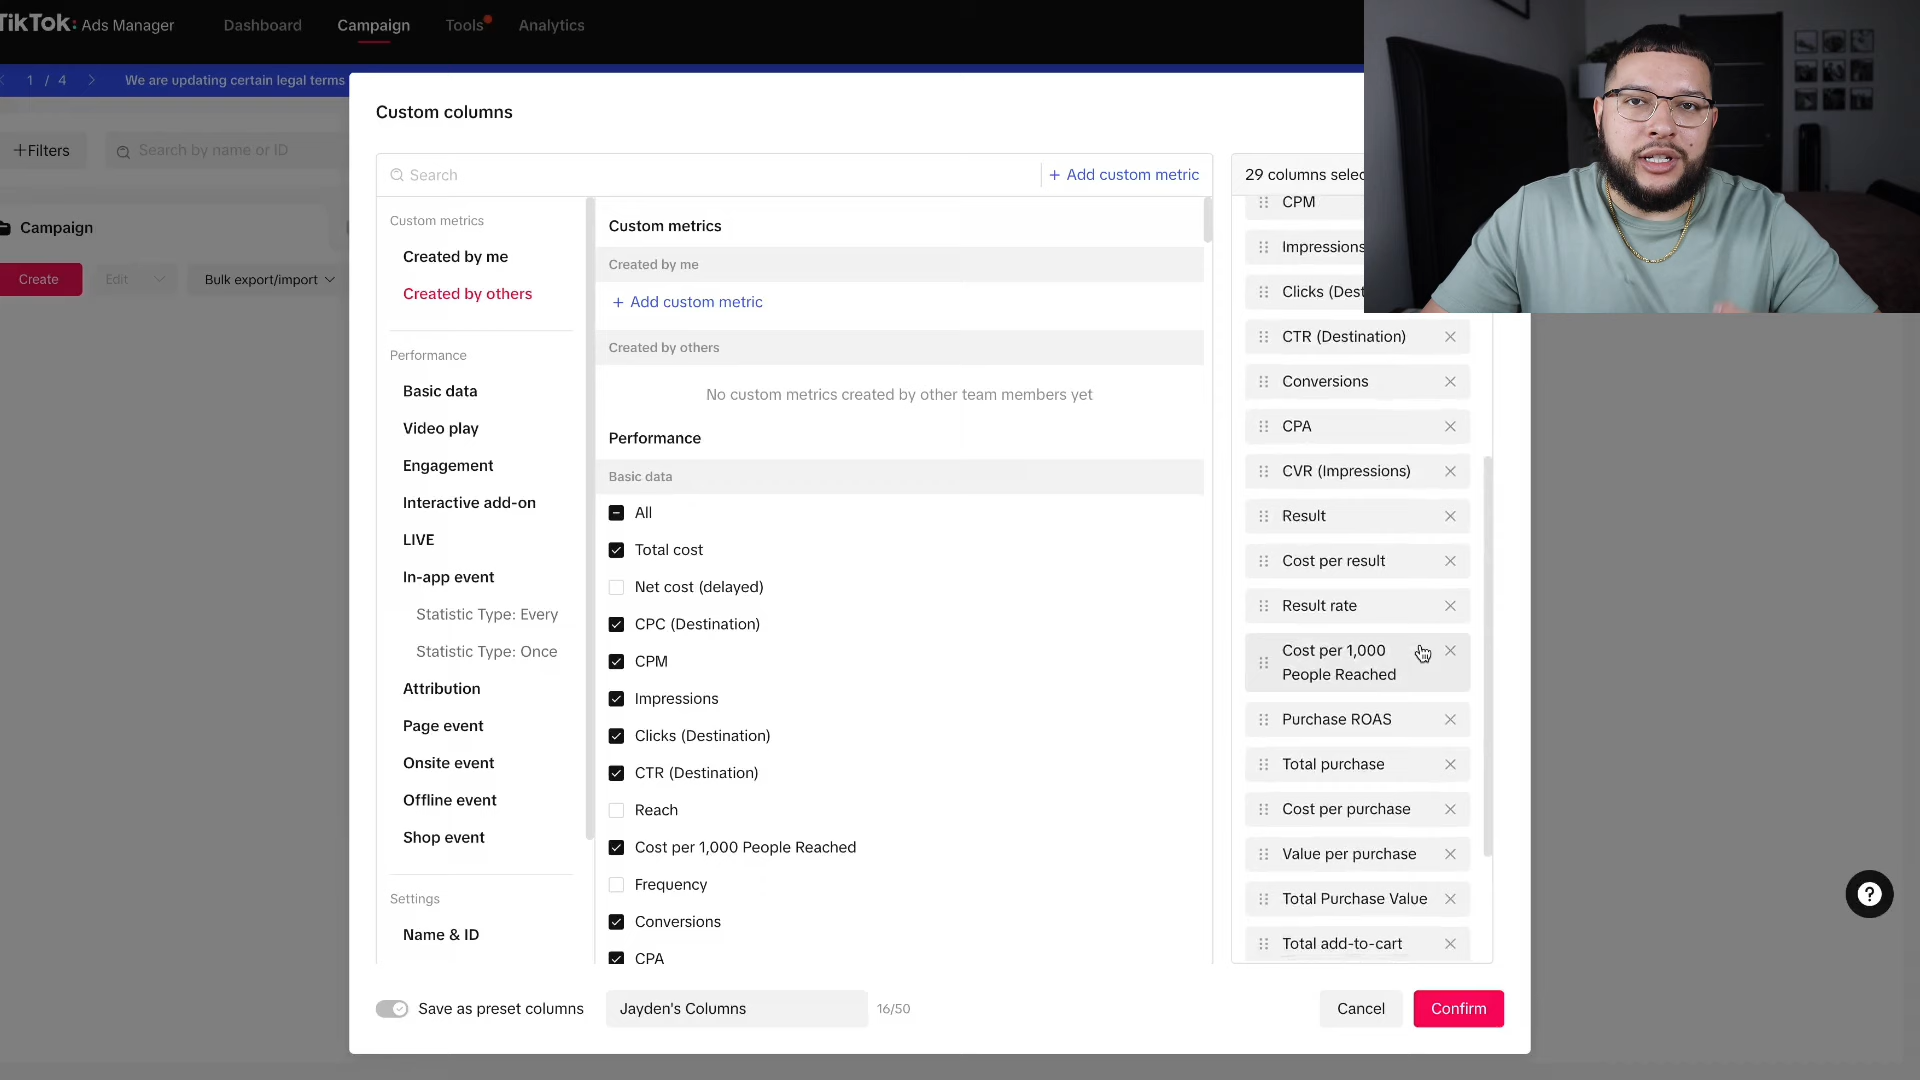 TikTok: Ads Manager
Dashboard
Campaign
Tools
Analytics
1 / 4
We are updating certain legal terms
+Filters
Search by name or ID
Campaign
Create
Edit
Bulk export/import
Custom columns
Search
+ Add custom metric
Custom metrics
Created by me
Created by others
Performance
Basic data
Video play
Engagement
Interactive add-on
LIVE
In-app event
Statistic Type: Every
Statistic Type: Once
Attribution
Page event
Onsite event
Offline event
Shop event
Settings
Name & ID
Custom metrics
Created by me
+ Add custom metric
Created by others
No custom metrics created by other team members yet
Performance
Basic data
All
Total cost
Net cost (delayed)
CPC (Destination)
CPM
Impressions
Clicks (Destination)
CTR (Destination)
Reach
Cost per 1,000 People Reached
Frequency
Conversions
CPA
29 columns selec
CPM
Impressions
Clicks (Dest
CTR (Destination)
Conversions
CPA
CVR (Impressions)
Result
Cost per result
Result rate
Cost per 1,000
People Reached
Purchase ROAS
Total purchase
Cost per purchase
Value per purchase
Total Purchase Value
Total add-to-cart
Save as preset columns
Jayden's Columns
16/50
Cancel
Confirm
?